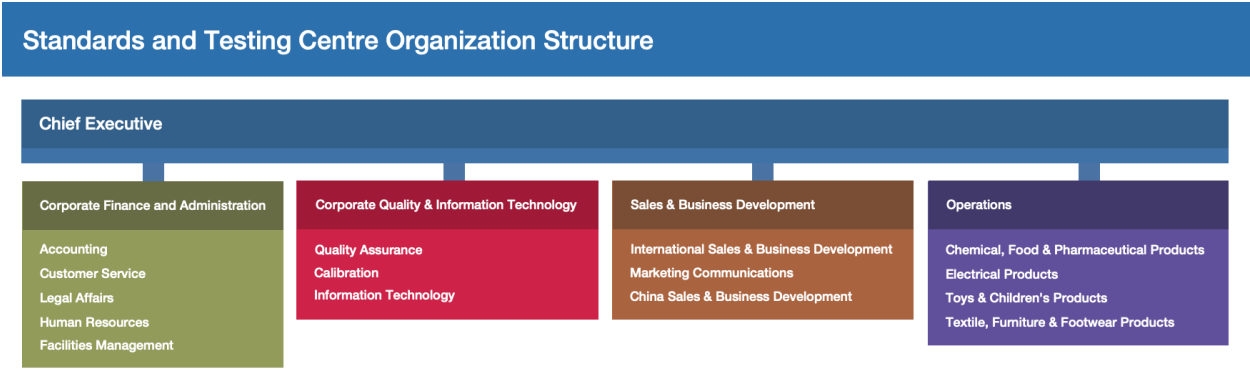 Standards and Testing Centre Organization Structure
Chief Executive
Corporate Finance and Administration
Accounting
Customer Service
Legal Affairs
Human Resources
Facilities Management
Corporate Quality & Information Technology
Quality Assurance
Calibration
Information Technology
Sales & Business Development
International Sales & Business Development
Marketing Communications
China Sales & Business Development
Operations
Chemical, Food & Pharmaceutical Products
Electrical Products
Toys & Children's Products
Textile, Furniture & Footwear Products